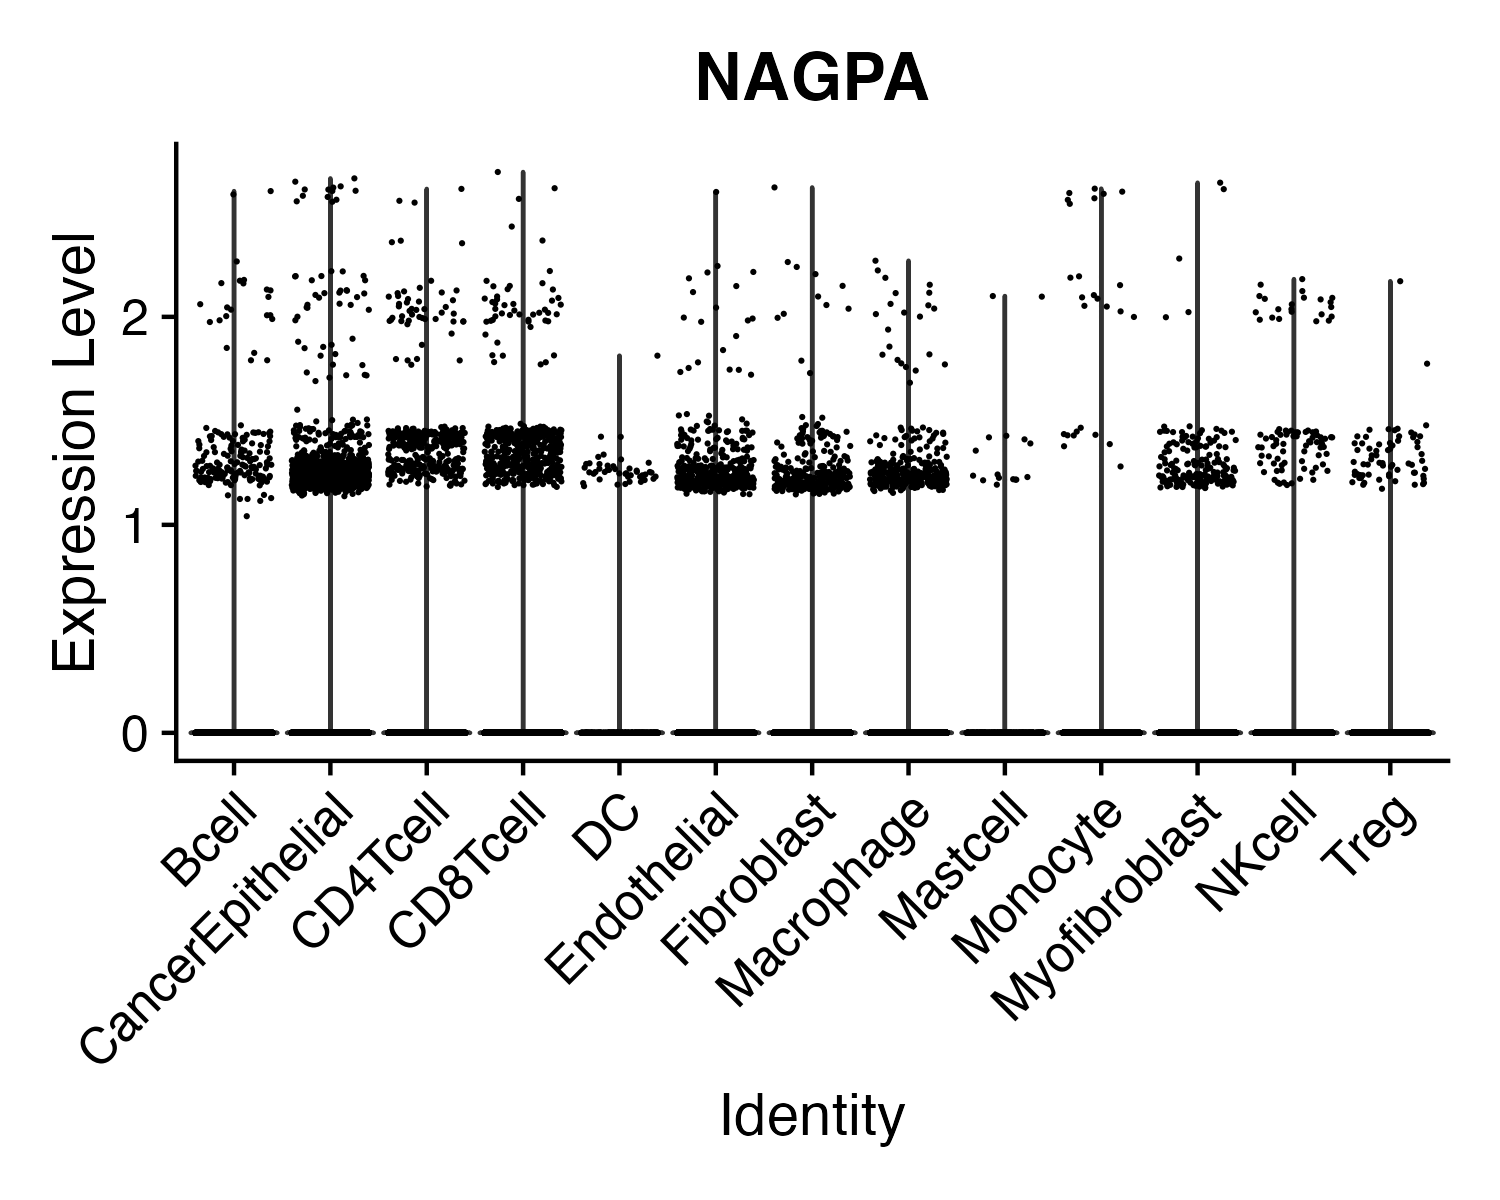 NAGPA
Expression Level
2
1
0
Bcell
CancerEpithelial
CD4Tcell
CD8Tcell
DC
Endothelial
Fibroblast
Macrophage
Mastcell
Monocyte
Myofibroblast
NKcell
Treg
Identity